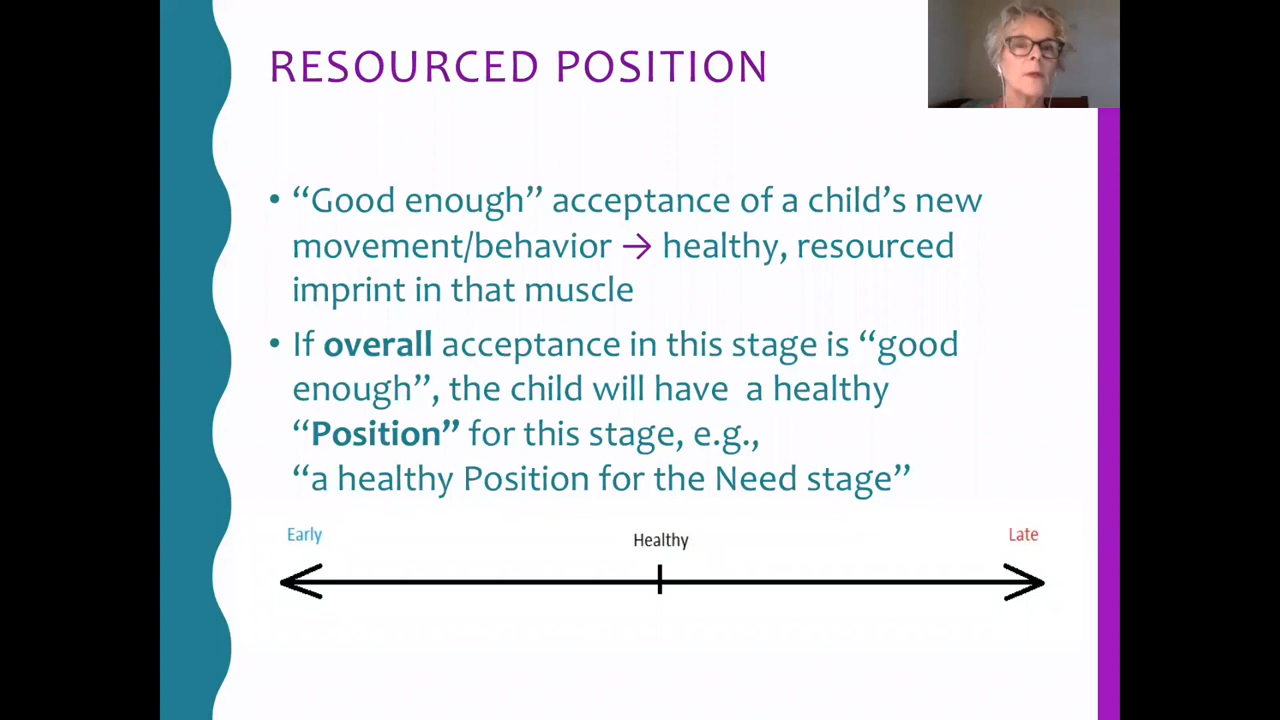 RESOURCED POSITION
• “Good enough” acceptance of a child’s new
movement/behavior → healthy, resourced
imprint in that muscle
• If overall acceptance in this stage is “good
enough”, the child will have a healthy
“Position” for this stage, e.g.,
“a healthy Position for the Need stage”
Early
Healthy
Late